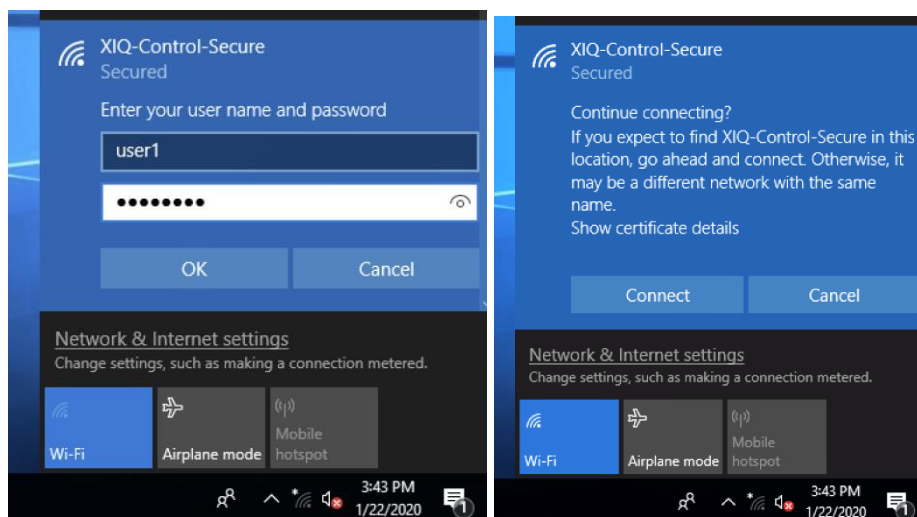 XIQ-Control-Secure
Secured
Enter your user name and password
user1
OK Cancel
Network & Internet settings
Change settings, such as making a connection metered.
Wi-Fi
Airplane mode
Mobile
hotspot
3:43 PM
1/22/2020
1
XIQ-Control-Secure
Secured
Continue connecting?
If you expect to find XIQ-Control-Secure in this
location, go ahead and connect. Otherwise, it
may be a different network with the same
name.
Show certificate details
Connect Cancel
Network & Internet settings
Change settings, such as making a connection metered.
Wi-Fi
Airplane mode
Mobile
hotspot
3:43 PM
1/22/2020
1